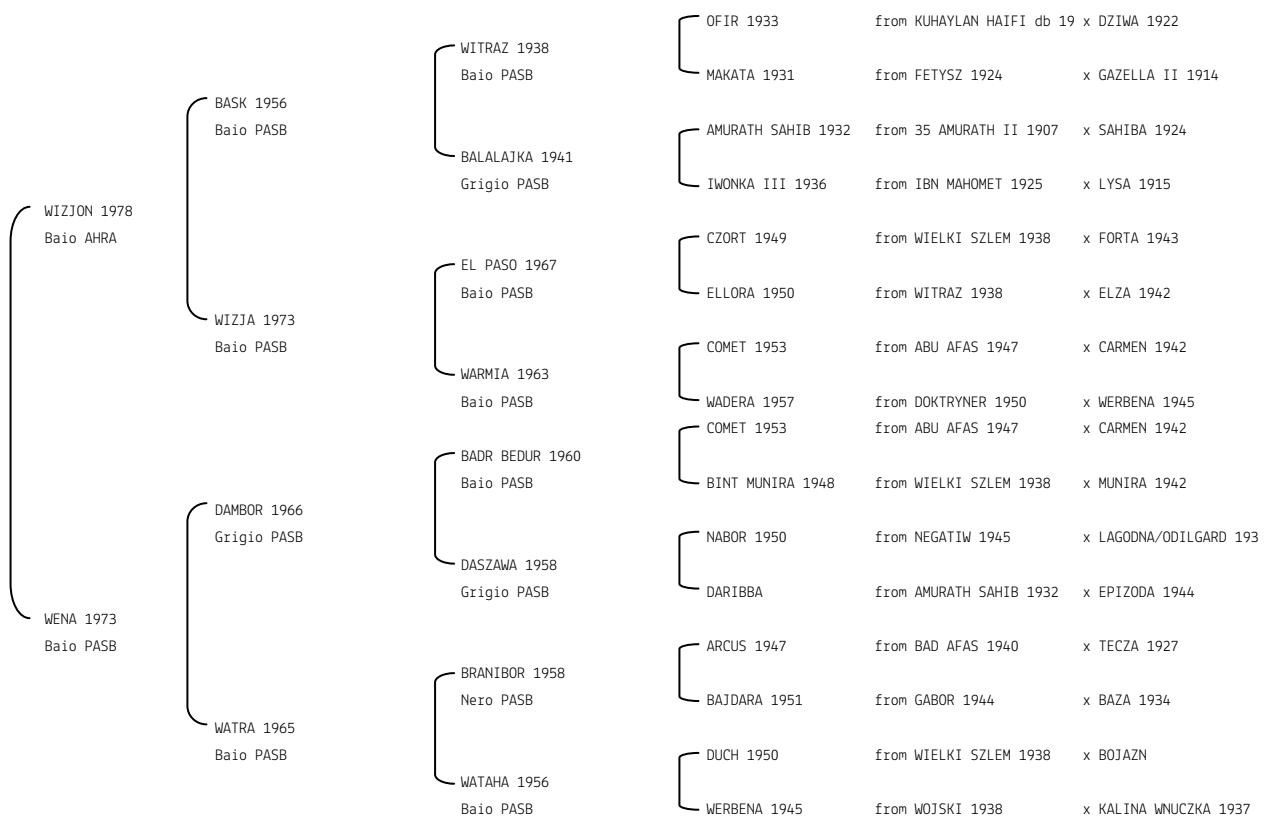 OFIR 1933 from KUHAYLAN HAIFI db 19 x DZIWA 1922
WITRAZ 1938
Baio PASB
MAKATA 1931 from FETYSZ 1924 x GAZELLA II 1914
BASK 1956
Baio PASB
AMURATH SAHIB 1932 from 35 AMURATH II 1907 x SAHIBA 1924
BALALAJKA 1941
Grigio PASB
IWONKA III 1936 from IBN MAHOMET 1925 x LYSA 1915
WIZJON 1978
Baio AHRA
CZORT 1949 from WIELKI SZLEM 1938 x FORTA 1943
EL PASO 1967
Baio PASB
ELLORA 1950 from WITRAZ 1938 x ELZA 1942
WIZJA 1973
Baio PASB
COMET 1953 from ABU AFAS 1947 x CARMEN 1942
WARMIA 1963
Baio PASB
WADERA 1957 from DOKTRYNER 1950 x WERBENA 1945
COMET 1953 from ABU AFAS 1947 x CARMEN 1942
BADR BEDUR 1960
Baio PASB
BINT MUNIRA 1948 from WIELKI SZLEM 1938 x MUNIRA 1942
DAMBOR 1966
Grigio PASB
NABOR 1950 from NEGATIW 1945 x LAGODNA/ODILGARD 193
DASZAWA 1958
Grigio PASB
DARIBBA from AMURATH SAHIB 1932 x EPIZODA 1944
WENA 1973
Baio PASB
ARCUS 1947 from BAD AFAS 1940 x TECZA 1927
BRANIBOR 1958
Nero PASB
BAJDARA 1951 from GABOR 1944 x BAZA 1934
WATRA 1965
Baio PASB
DUCH 1950 from WIELKI SZLEM 1938 x BOJAZN
WATAHA 1956
Baio PASB
WERBENA 1945 from WOJSKI 1938 x KALINA WNUCZKA 1937